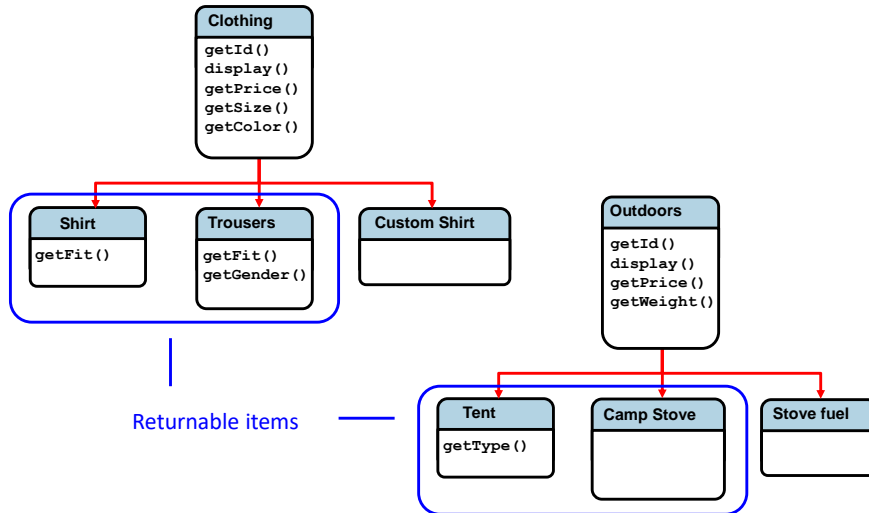 Clothing
getId()
display()
getPrice()
getSize()
getColor()
Shirt
getFit()
Trousers
getFit()
getGender()
Custom Shirt
Outdoors
getId()
display()
getPrice()
getWeight()
Returnable items
Tent
getType()
Camp Stove
Stove fuel